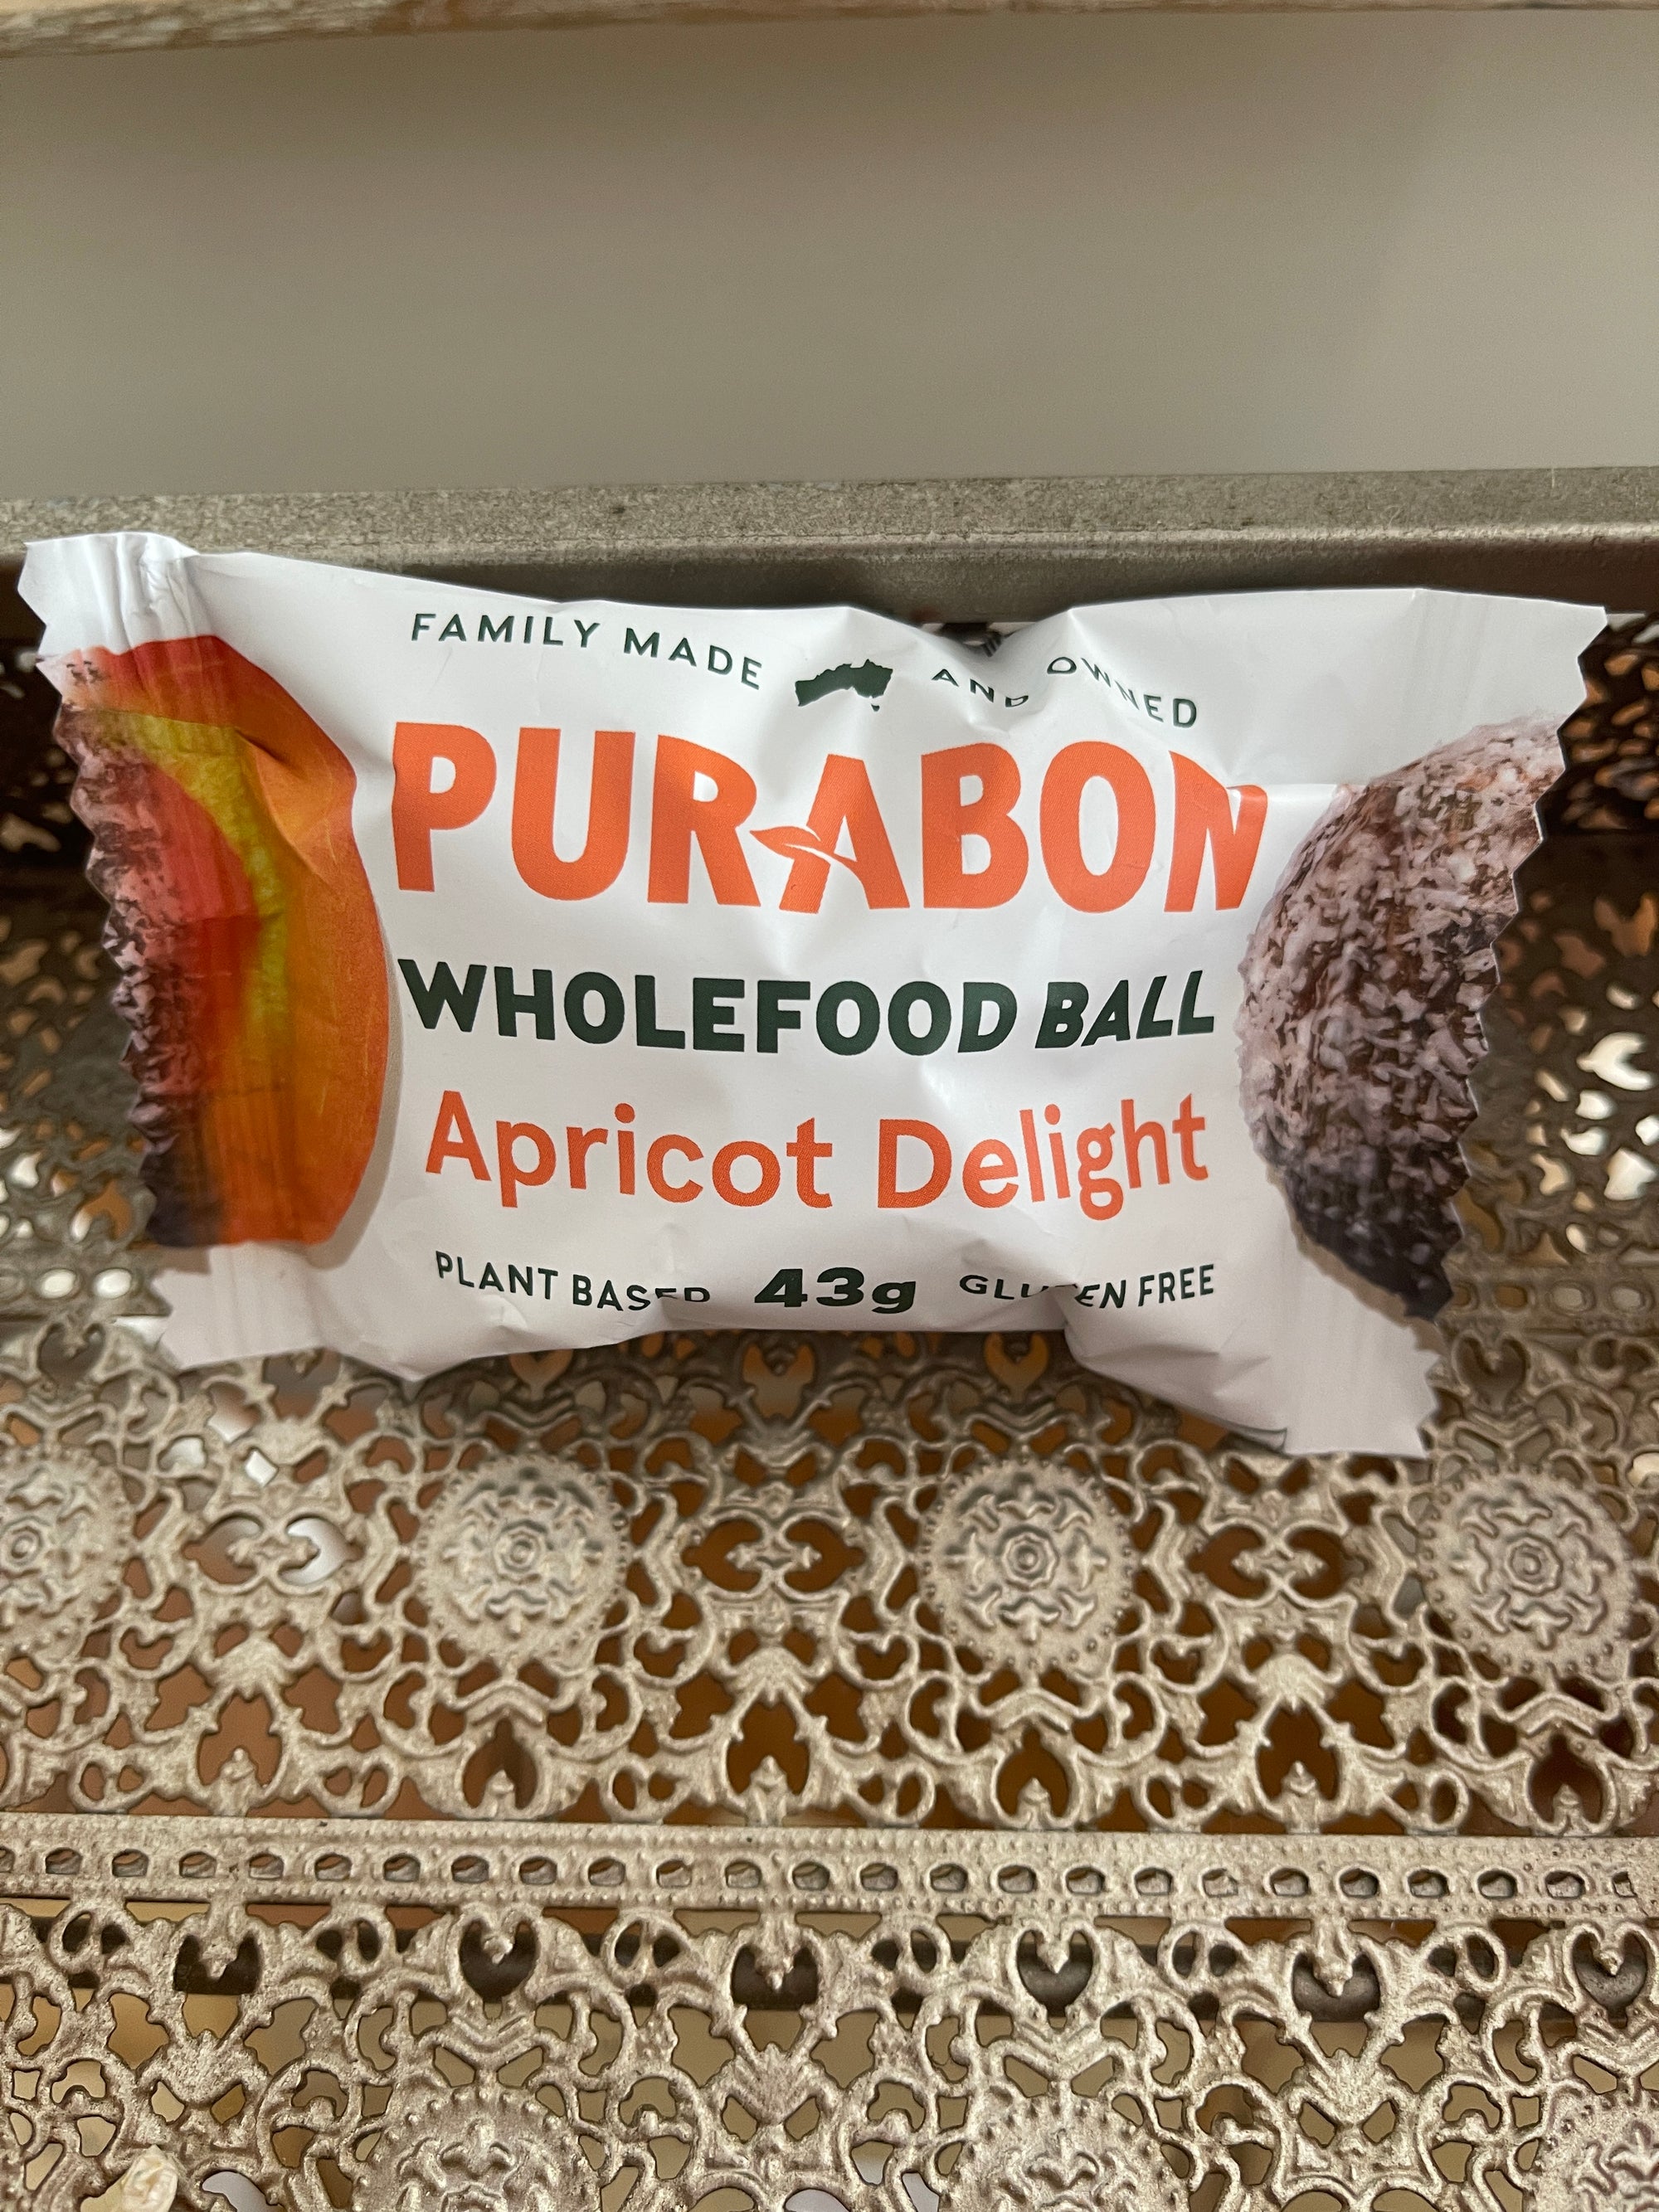 FAMILY MADE AND OWNED
PURABON
WHOLEFOOD BALL
Apricot Delight
PLANT BASED 43g GLUTEN FREE